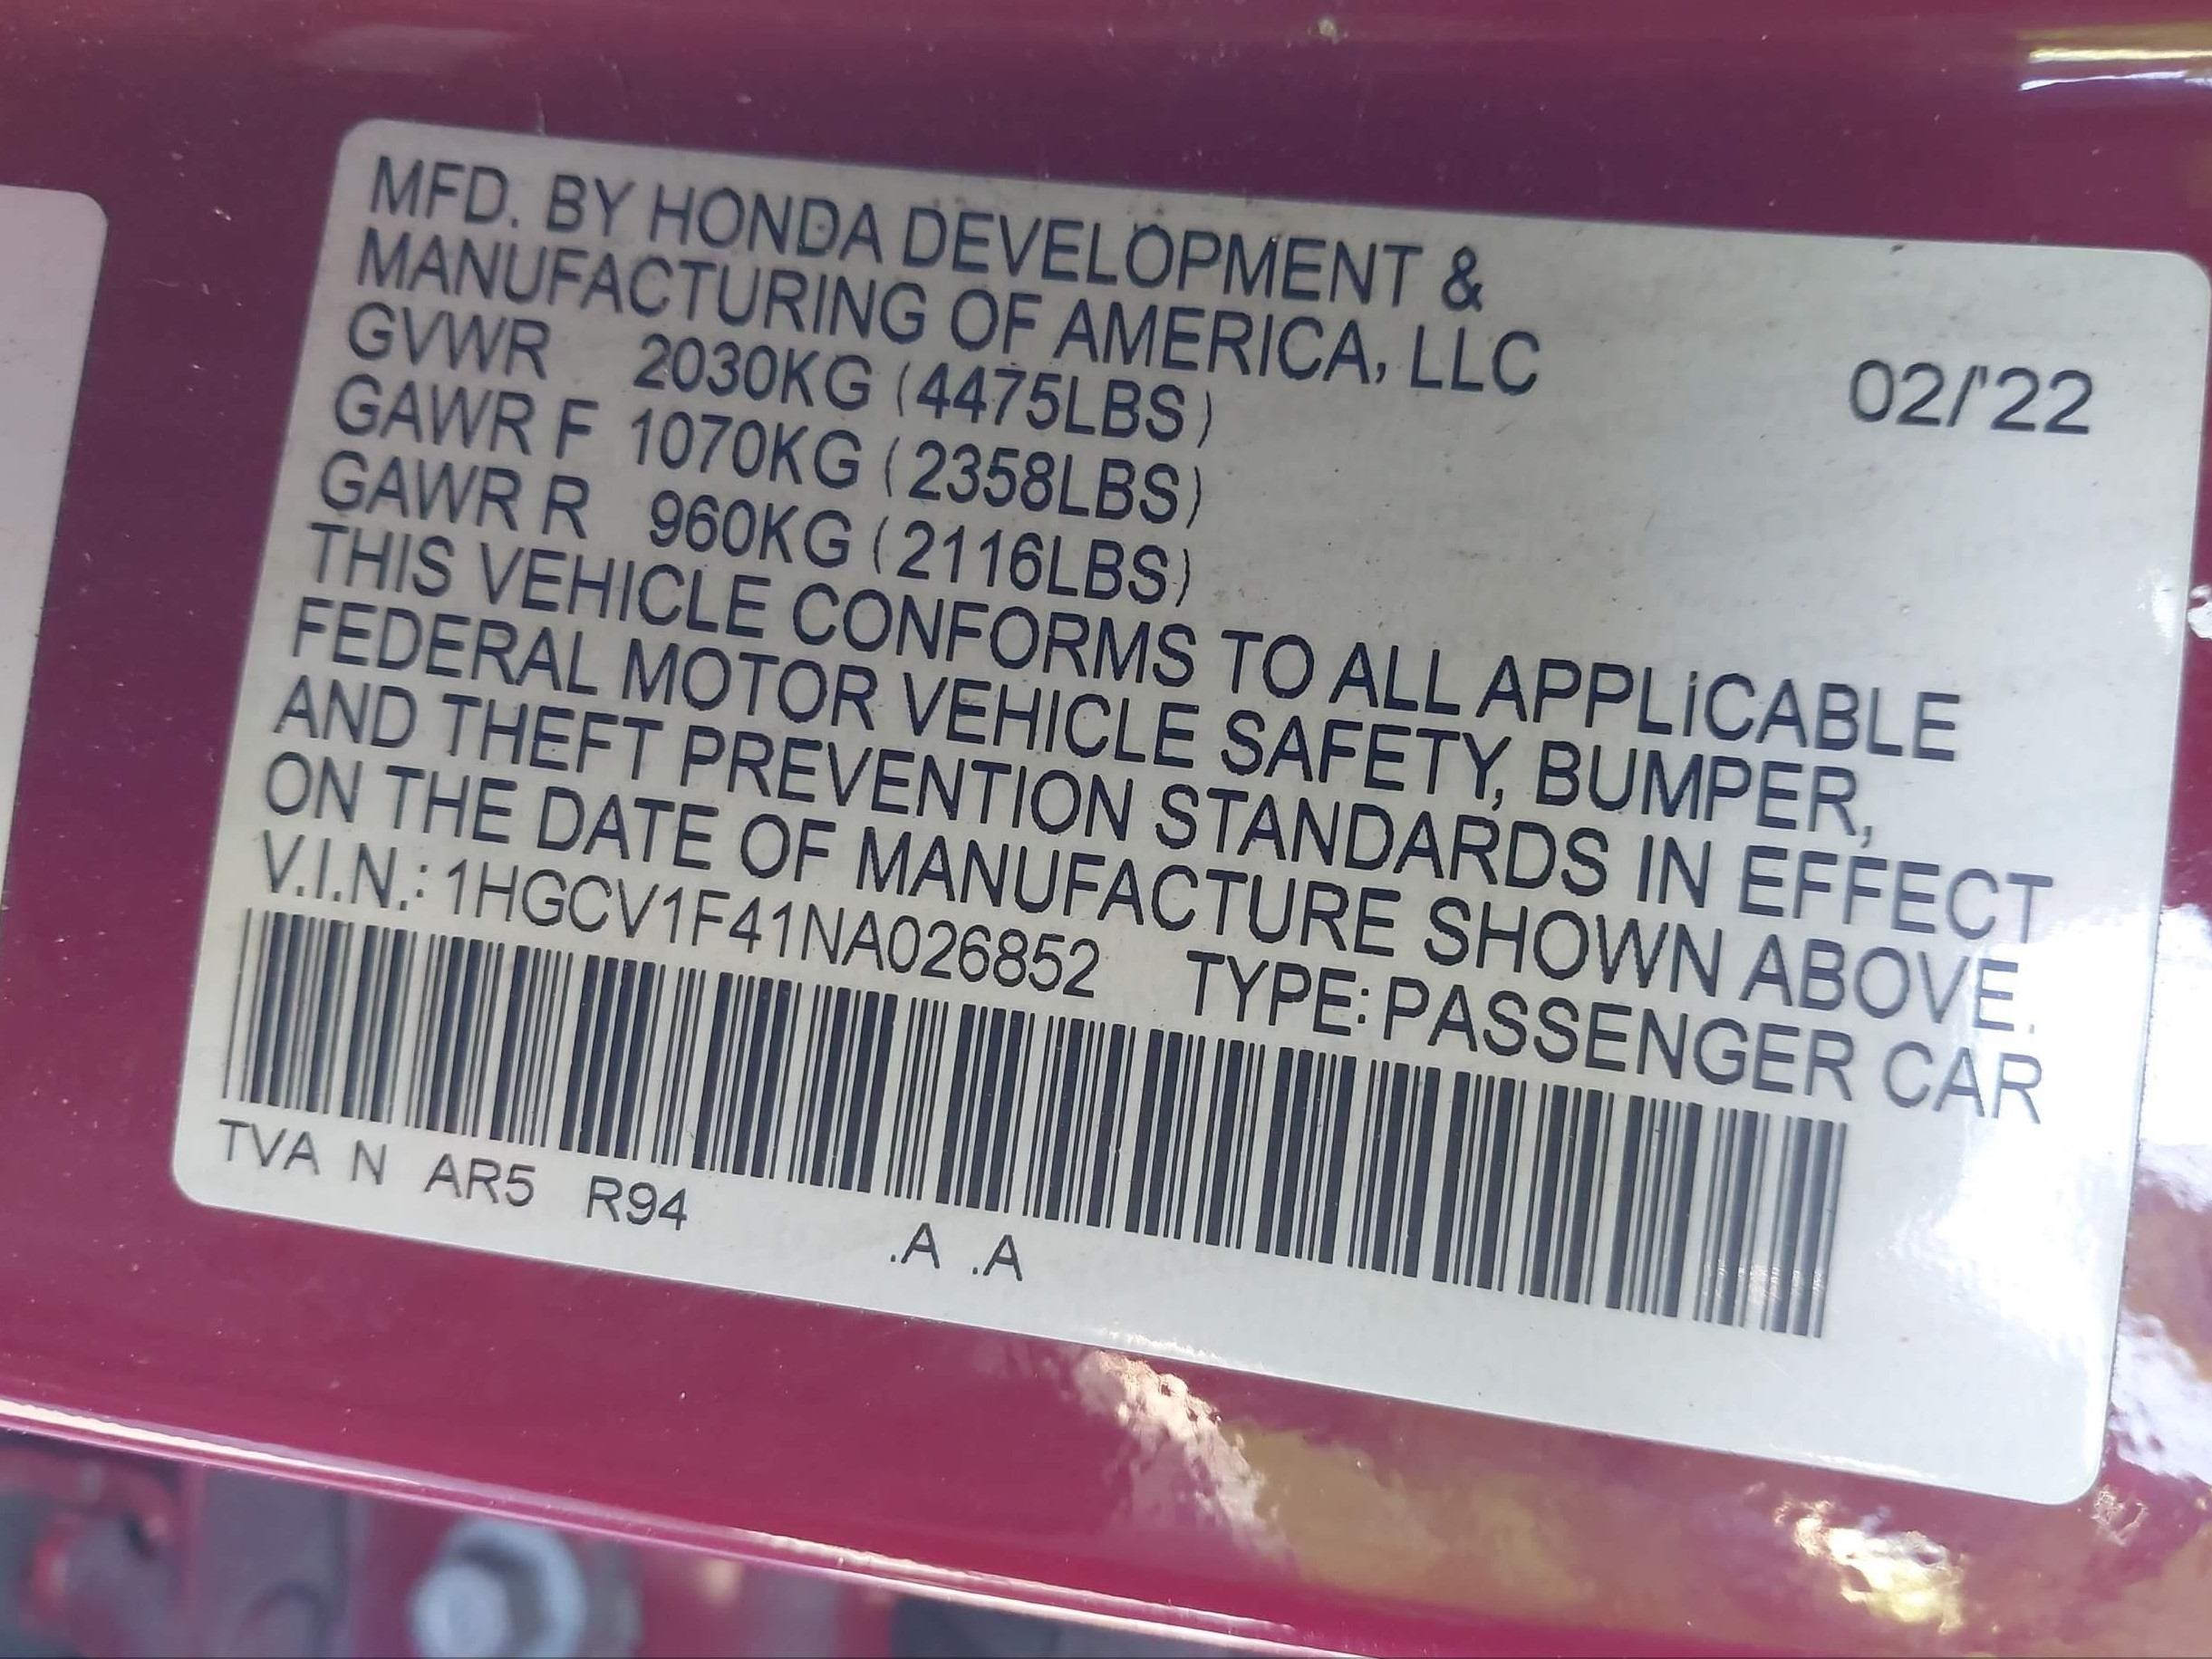 MFD. BY HONDA DEVELOPMENT &
MANUFACTURING OF AMERICA, LLC
02/'22
GVWR 2030KG (4475LBS)
GAWR F 1070KG (2358LBS)
GAWR R 960KG (2116LBS)
THIS VEHICLE CONFORMS TO ALL APPLiCABLE
FEDERAL MOTOR VEHICLE SAFETY, BUMPER,
AND THEFT PREVENTION STANDARDS IN EFFECT
ON THE DATE OF MANUFACTURE SHOWN ABOVE.
V.I.N.: 1HGCV1F41NA026852 TYPE: PASSENGER CAR
TVA N AR5 R94 .A .A